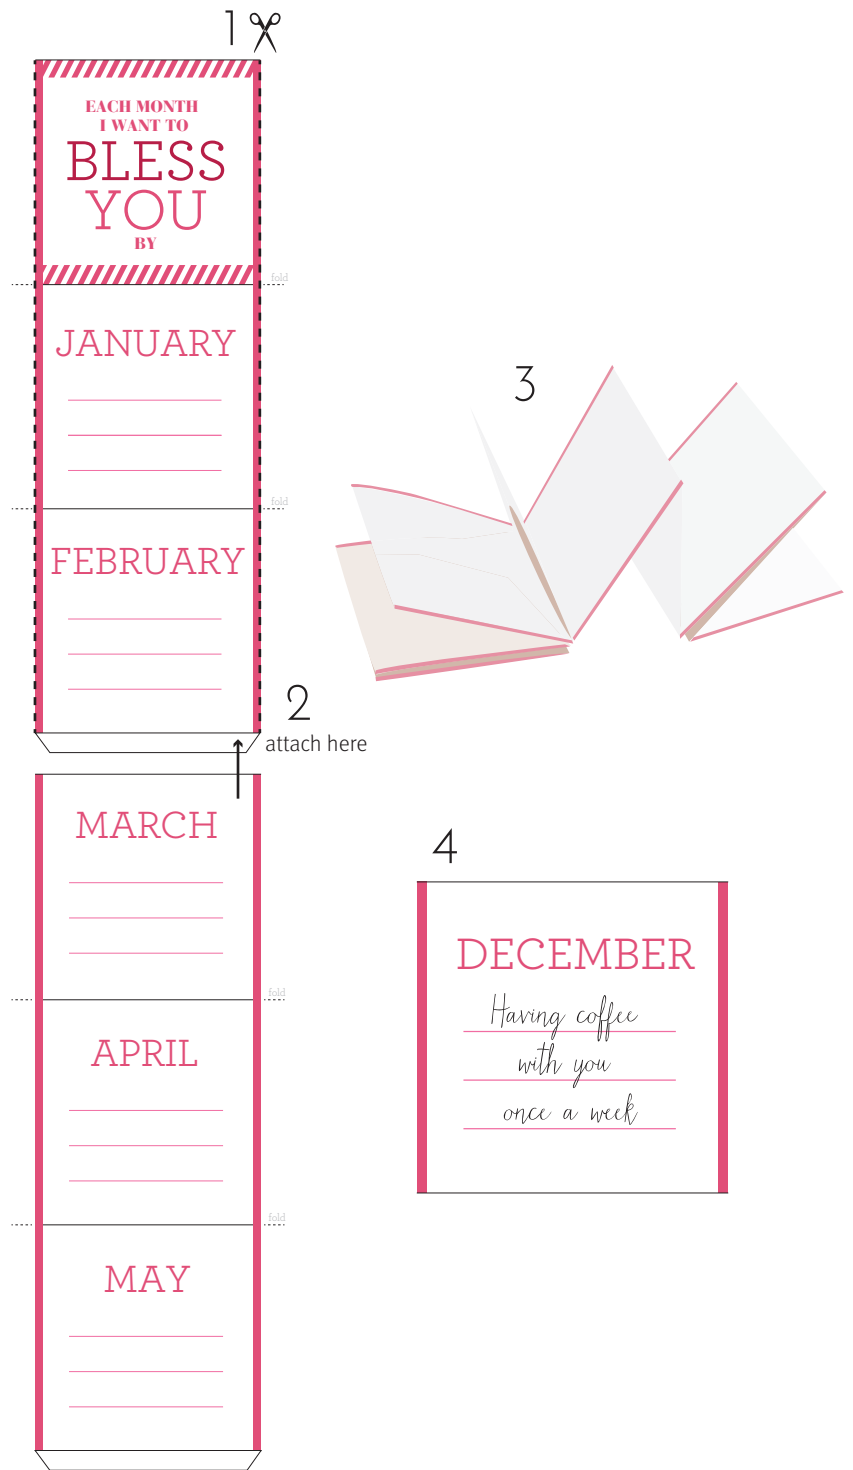 1
EACH MONTH
I WANT TO
BLESS
YOU
BY
fold
JANUARY
fold
FEBRUARY
2
attach here
MARCH
fold
APRIL
fold
MAY
3
4
DECEMBER
Having coffee
with you
once a week